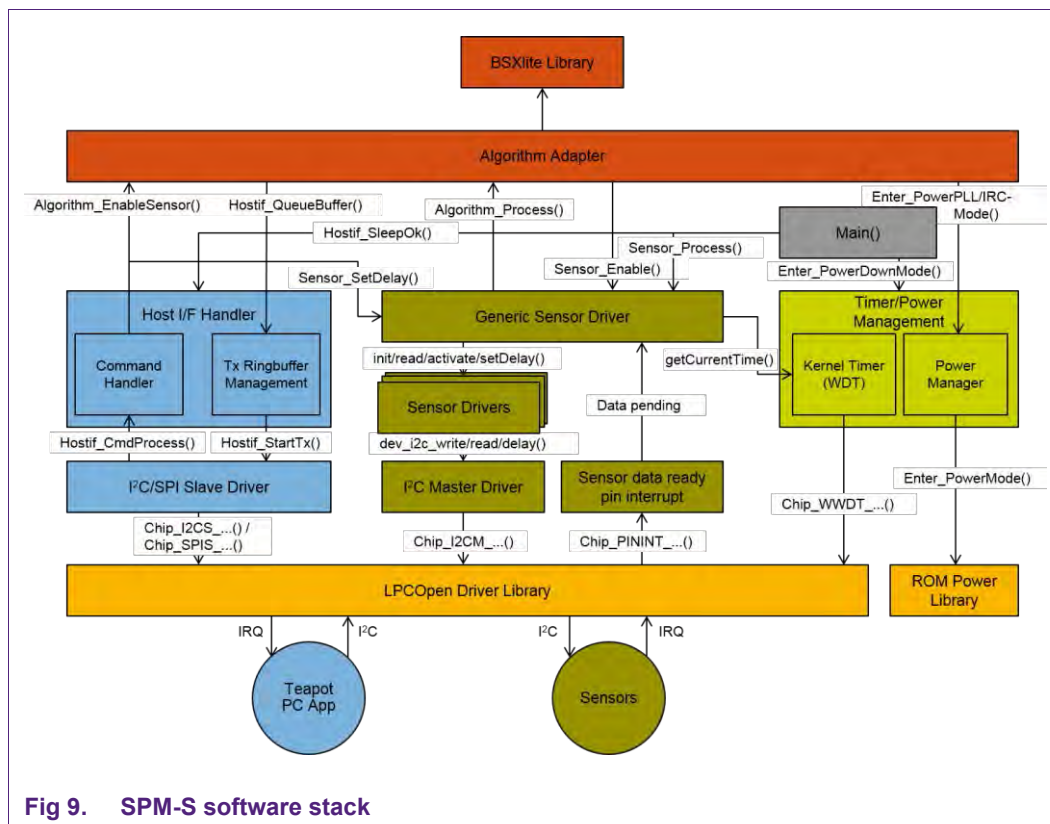 BSXlite Library
Algorithm Adapter
Algorithm_EnableSensor()
Hostif_QueueBuffer()
Algorithm_Process()
Enter_PowerPLL/IRC-
Mode()
Hostif_SleepOk()
Main()
Sensor_Process()
Sensor_Enable()
Sensor_SetDelay()
Enter_PowerDownMode()
Host I/F Handler
Generic Sensor Driver
Timer/Power
Management
Command
Handler
Tx Ringbuffer
Management
init/read/activate/setDelay()
getCurrentTime()
Kernel Timer
(WDT)
Power
Manager
Sensor Drivers
Data pending
Hostif_CmdProcess()
Hostif_StartTx()
dev_i2c_write/read/delay()
I²C/SPI Slave Driver
I²C Master Driver
Sensor data ready
pin interrupt
Enter_PowerMode()
Chip_WWDT_...()
Chip_I2CS_...() /
Chip_SPIS_...()
Chip_I2CM_...()
Chip_PININT_...()
LPCOpen Driver Library
ROM Power
Library
IRQ
I²C
I²C
IRQ
Teapot
PC App
Sensors
Fig 9. SPM-S software stack